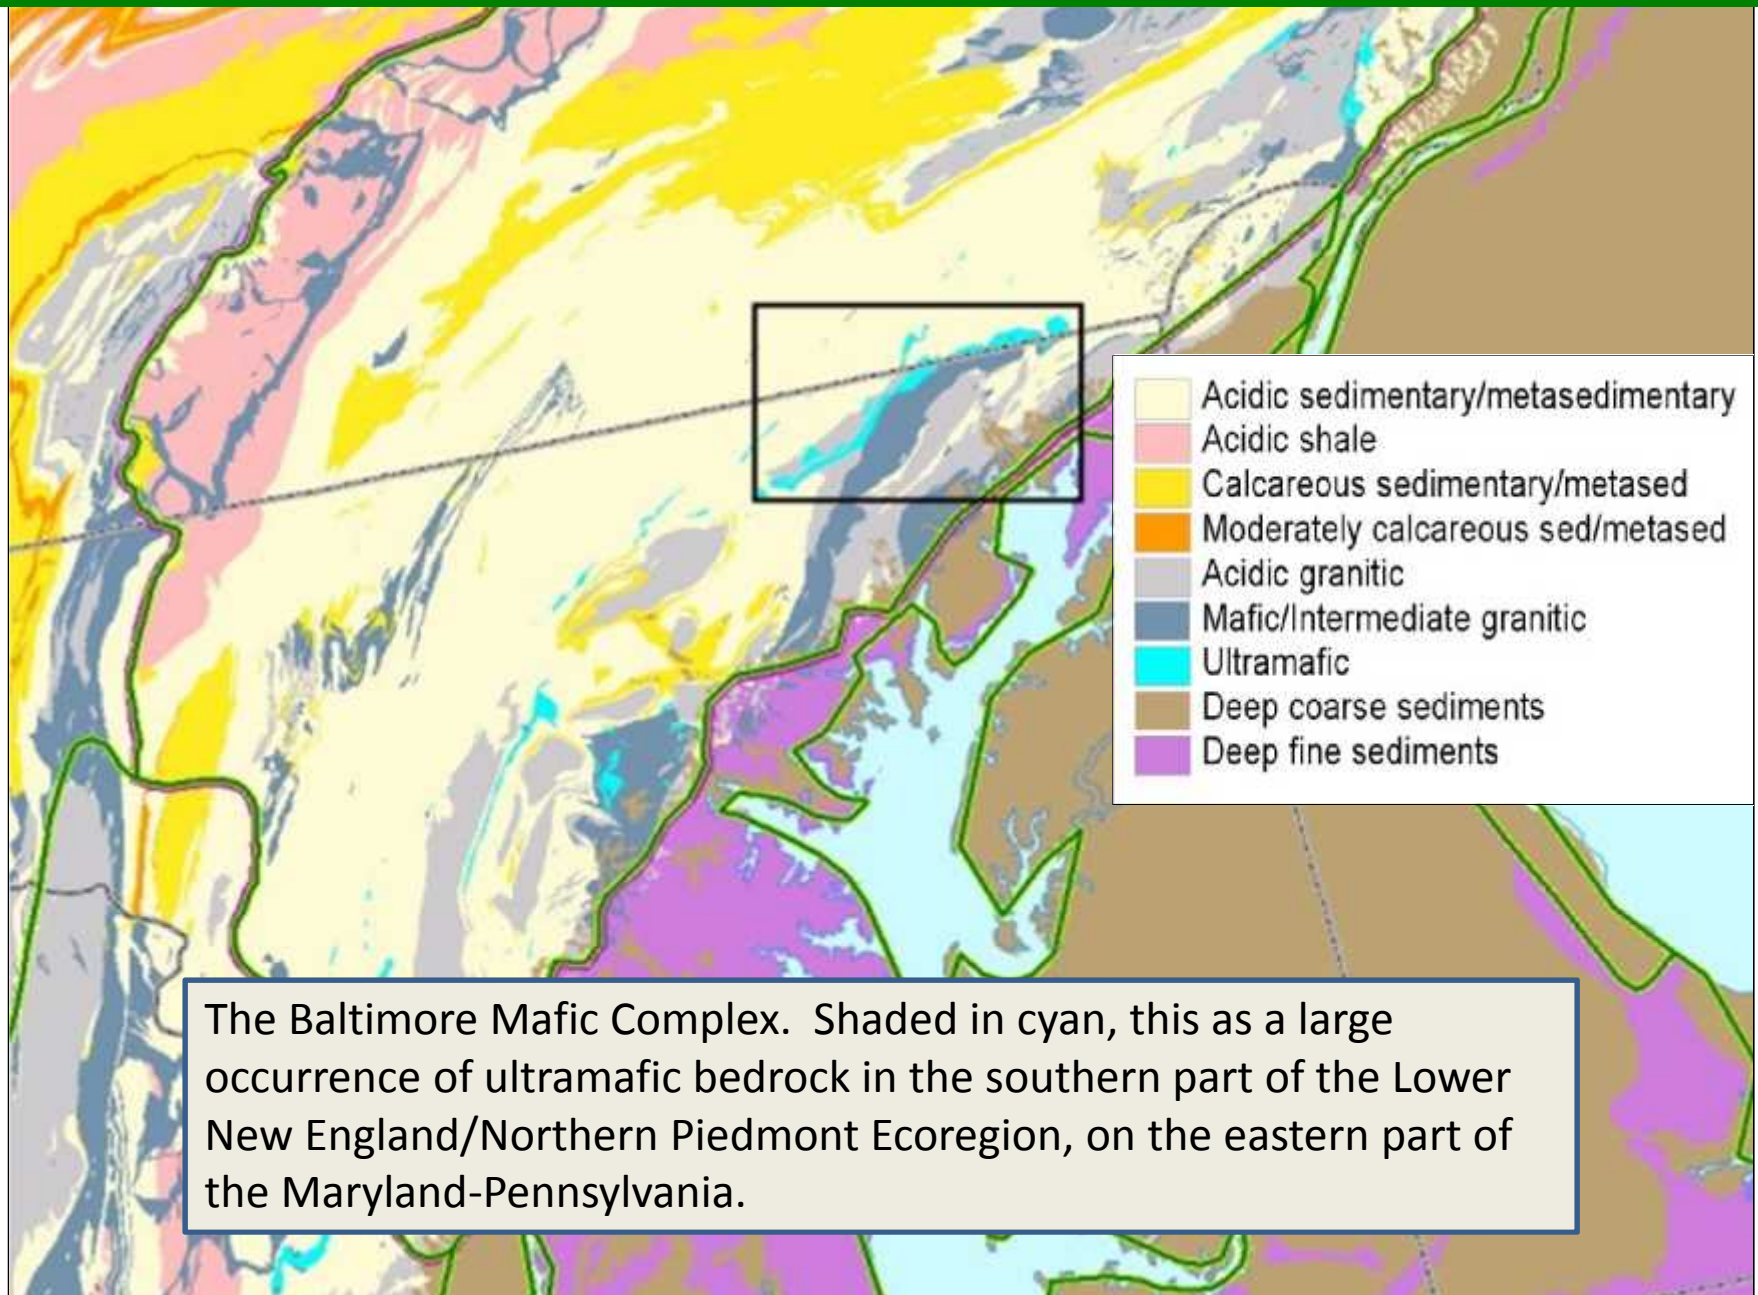 Acidic sedimentary/metasedimentary
Acidic shale
Calcareous sedimentary/metased
Moderately calcareous sed/metased
Acidic granitic
Mafic/Intermediate granitic
Ultramafic
Deep coarse sediments
Deep fine sediments
The Baltimore Mafic Complex.  Shaded in cyan, this as a large
occurrence of ultramafic bedrock in the southern part of the Lower
New England/Northern Piedmont Ecoregion, on the eastern part of
the Maryland-Pennsylvania.